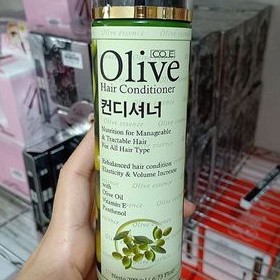 [CO.E]
Olive
Hair Conditioner
컨디셔너
Nutrition for Manageable
& Tractable Hair
For All Hair Type
Rebalanced hair condition
Elasticity & Volume Increase
with
Olive Oil
Vitamin E
Panthenol